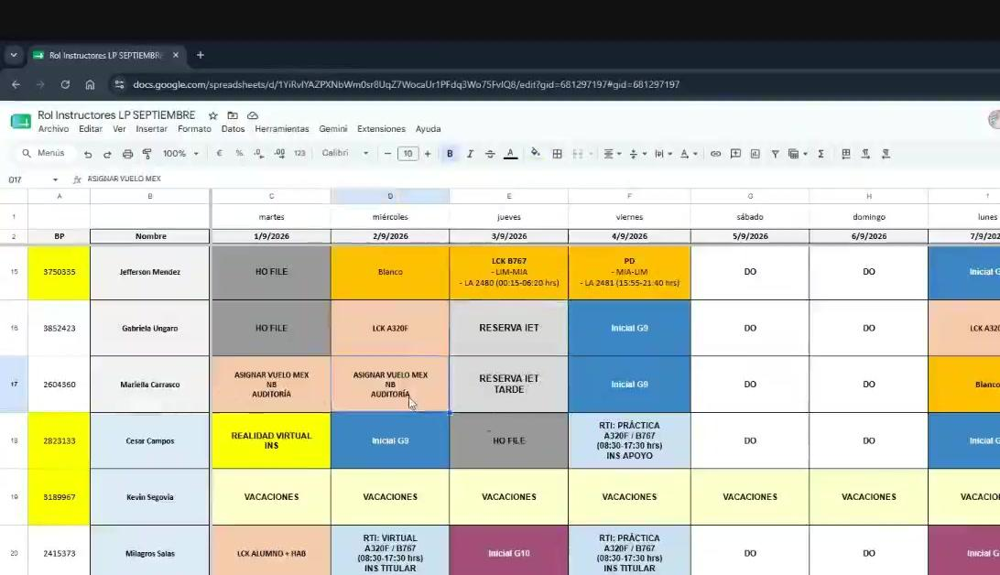 Rol Instructores LP SEPTIEMBRE
docs.google.com/spreadsheets/d/1YiRvlYAZPXNbWm0sr8UqZ7WocaUr1PFdq3Wo75FvIQ8/edit?gid=681297197#gid=681297197
Rol Instructores LP SEPTIEMBRE
Archivo Editar Ver Insertar Formato Datos Herramientas Gemini Extensiones Ayuda
Menús 100% € % .0 .00 123 Calibri 10 B I A
D17 fx ASIGNAR VUELO MEX
A B C D E F G H I
1 martes miércoles jueves viernes sábado domingo lunes
2 BP Nombre 1/9/2026 2/9/2026 3/9/2026 4/9/2026 5/9/2026 6/9/2026 7/9/202
15 3750335 Jefferson Mendez HO FILE Blanco
LCK B767
- LIM-MIA
- LA 2480 (00:15-06:20 hrs)
PD
- MIA-LIM
- LA 2481 (15:55-21:40 hrs)
DO DO Inicial G
16 3852423 Gabriela Ungaro HO FILE LCK A320F RESERVA IET Inicial G9 DO DO LCK A320
17 2604360 Mariella Carrasco
ASIGNAR VUELO MEX
NB
AUDITORÍA
ASIGNAR VUELO MEX
NB
AUDITORÍA
RESERVA IET
TARDE
Inicial G9 DO DO Blanco
18 2823133 Cesar Campos
REALIDAD VIRTUAL
INS
Inicial G9 HO FILE
RTI: PRÁCTICA
A320F / B767
(08:30-17:30 hrs)
INS APOYO
DO DO Inicial G
19 3189967 Kevin Segovia VACACIONES VACACIONES VACACIONES VACACIONES VACACIONES VACACIONES VACACIO
20 2415373 Milagros Salas LCK ALUMNO + HAB
RTI: VIRTUAL
A320F / B767
(08:30-17:30 hrs)
INS TITULAR
Inicial G10
RTI: PRÁCTICA
A320F / B767
(08:30-17:30 hrs)
INS TITULAR
DO DO Inicial G